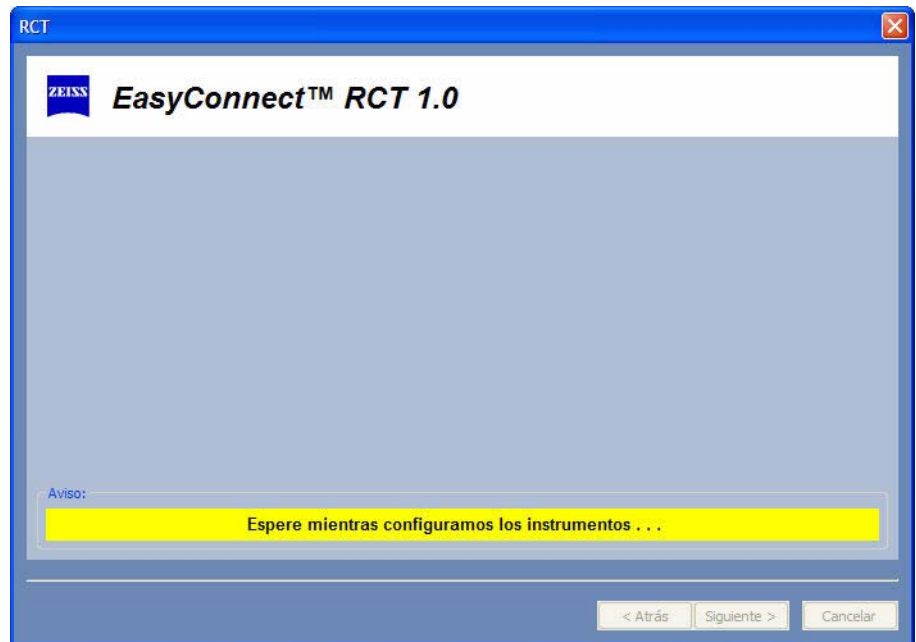 RCT
ZEISS
EasyConnect™ RCT 1.0
Aviso:
Espere mientras configuramos los instrumentos . . .
< Atrás Siguiente > Cancelar